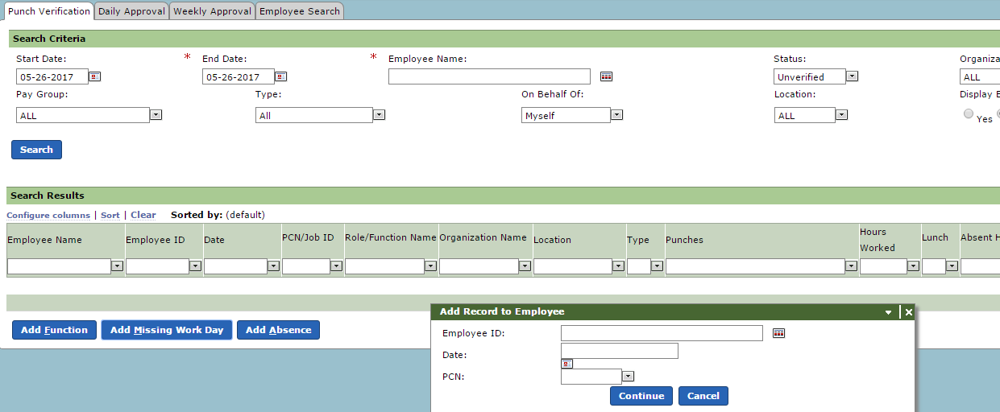 Punch Verification Daily Approval Weekly Approval Employee Search
Search Criteria
Start Date: * End Date: * Employee Name: Status: Organiza
05-26-2017 05-26-2017 Unverified ALL
Pay Group: Type: On Behalf Of: Location: Display E
ALL All Myself ALL Yes
Search
Search Results
Configure columns | Sort | Clear Sorted by: (default)
Employee Name Employee ID Date PCN/Job ID Role/Function Name Organization Name Location Type Punches Hours Worked Lunch Absent H
Add Function Add Missing Work Day Add Absence
Add Record to Employee
Employee ID:
Date:
PCN:
Continue Cancel